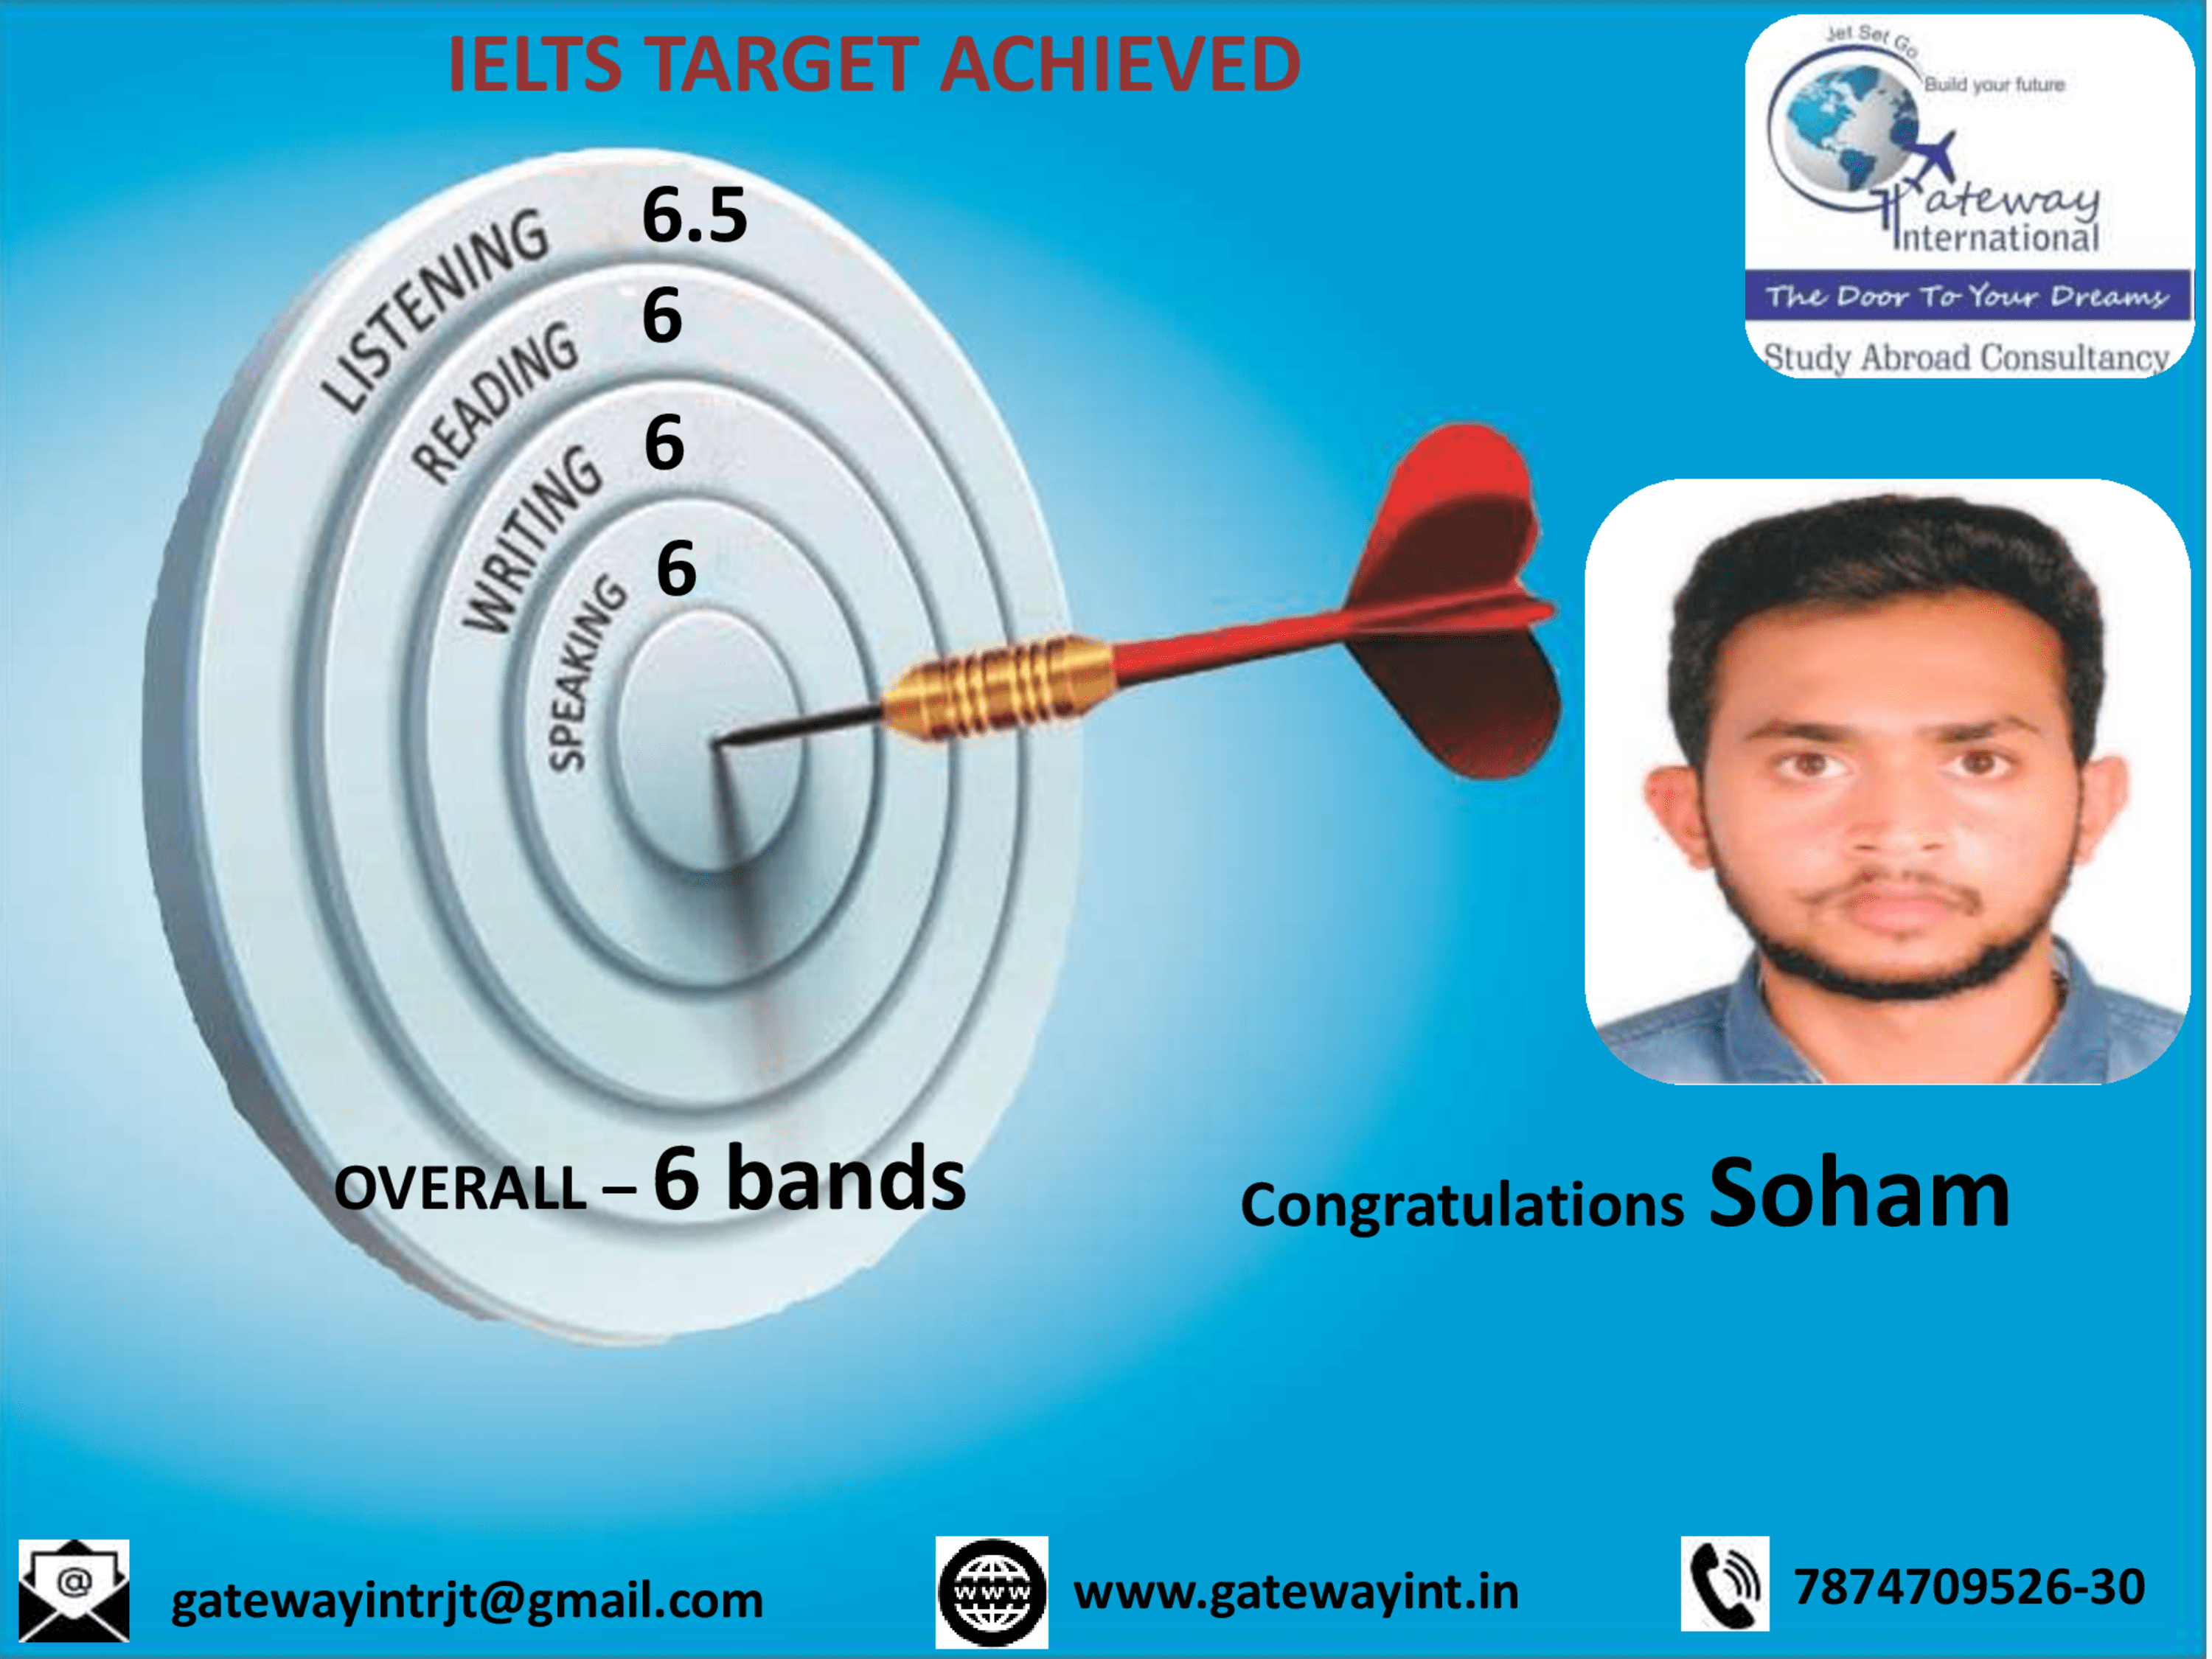 IELTS TARGET ACHIEVED
Jet Set Go...
Build your future
Gateway
International
The Door To Your Dreams
Study Abroad Consultancy
LISTENING 6.5
READING 6
WRITING 6
SPEAKING 6
OVERALL – 6 bands
Congratulations Soham
@ gatewayintrjt@gmail.com
www www.gatewayint.in
7874709526-30